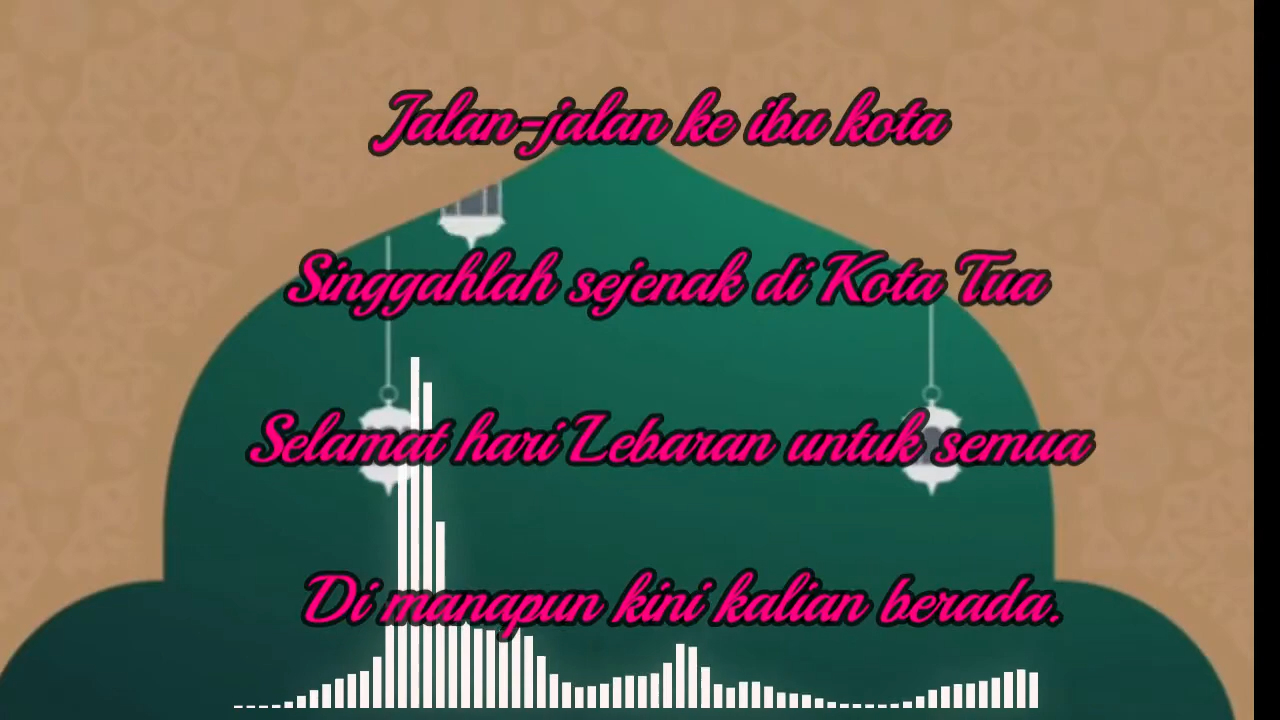 Jalan-jalan ke ibu kota
Singgahlah sejenak di Kota Tua
Selamat hari Lebaran untuk semua
Di manapun kini kalian berada.